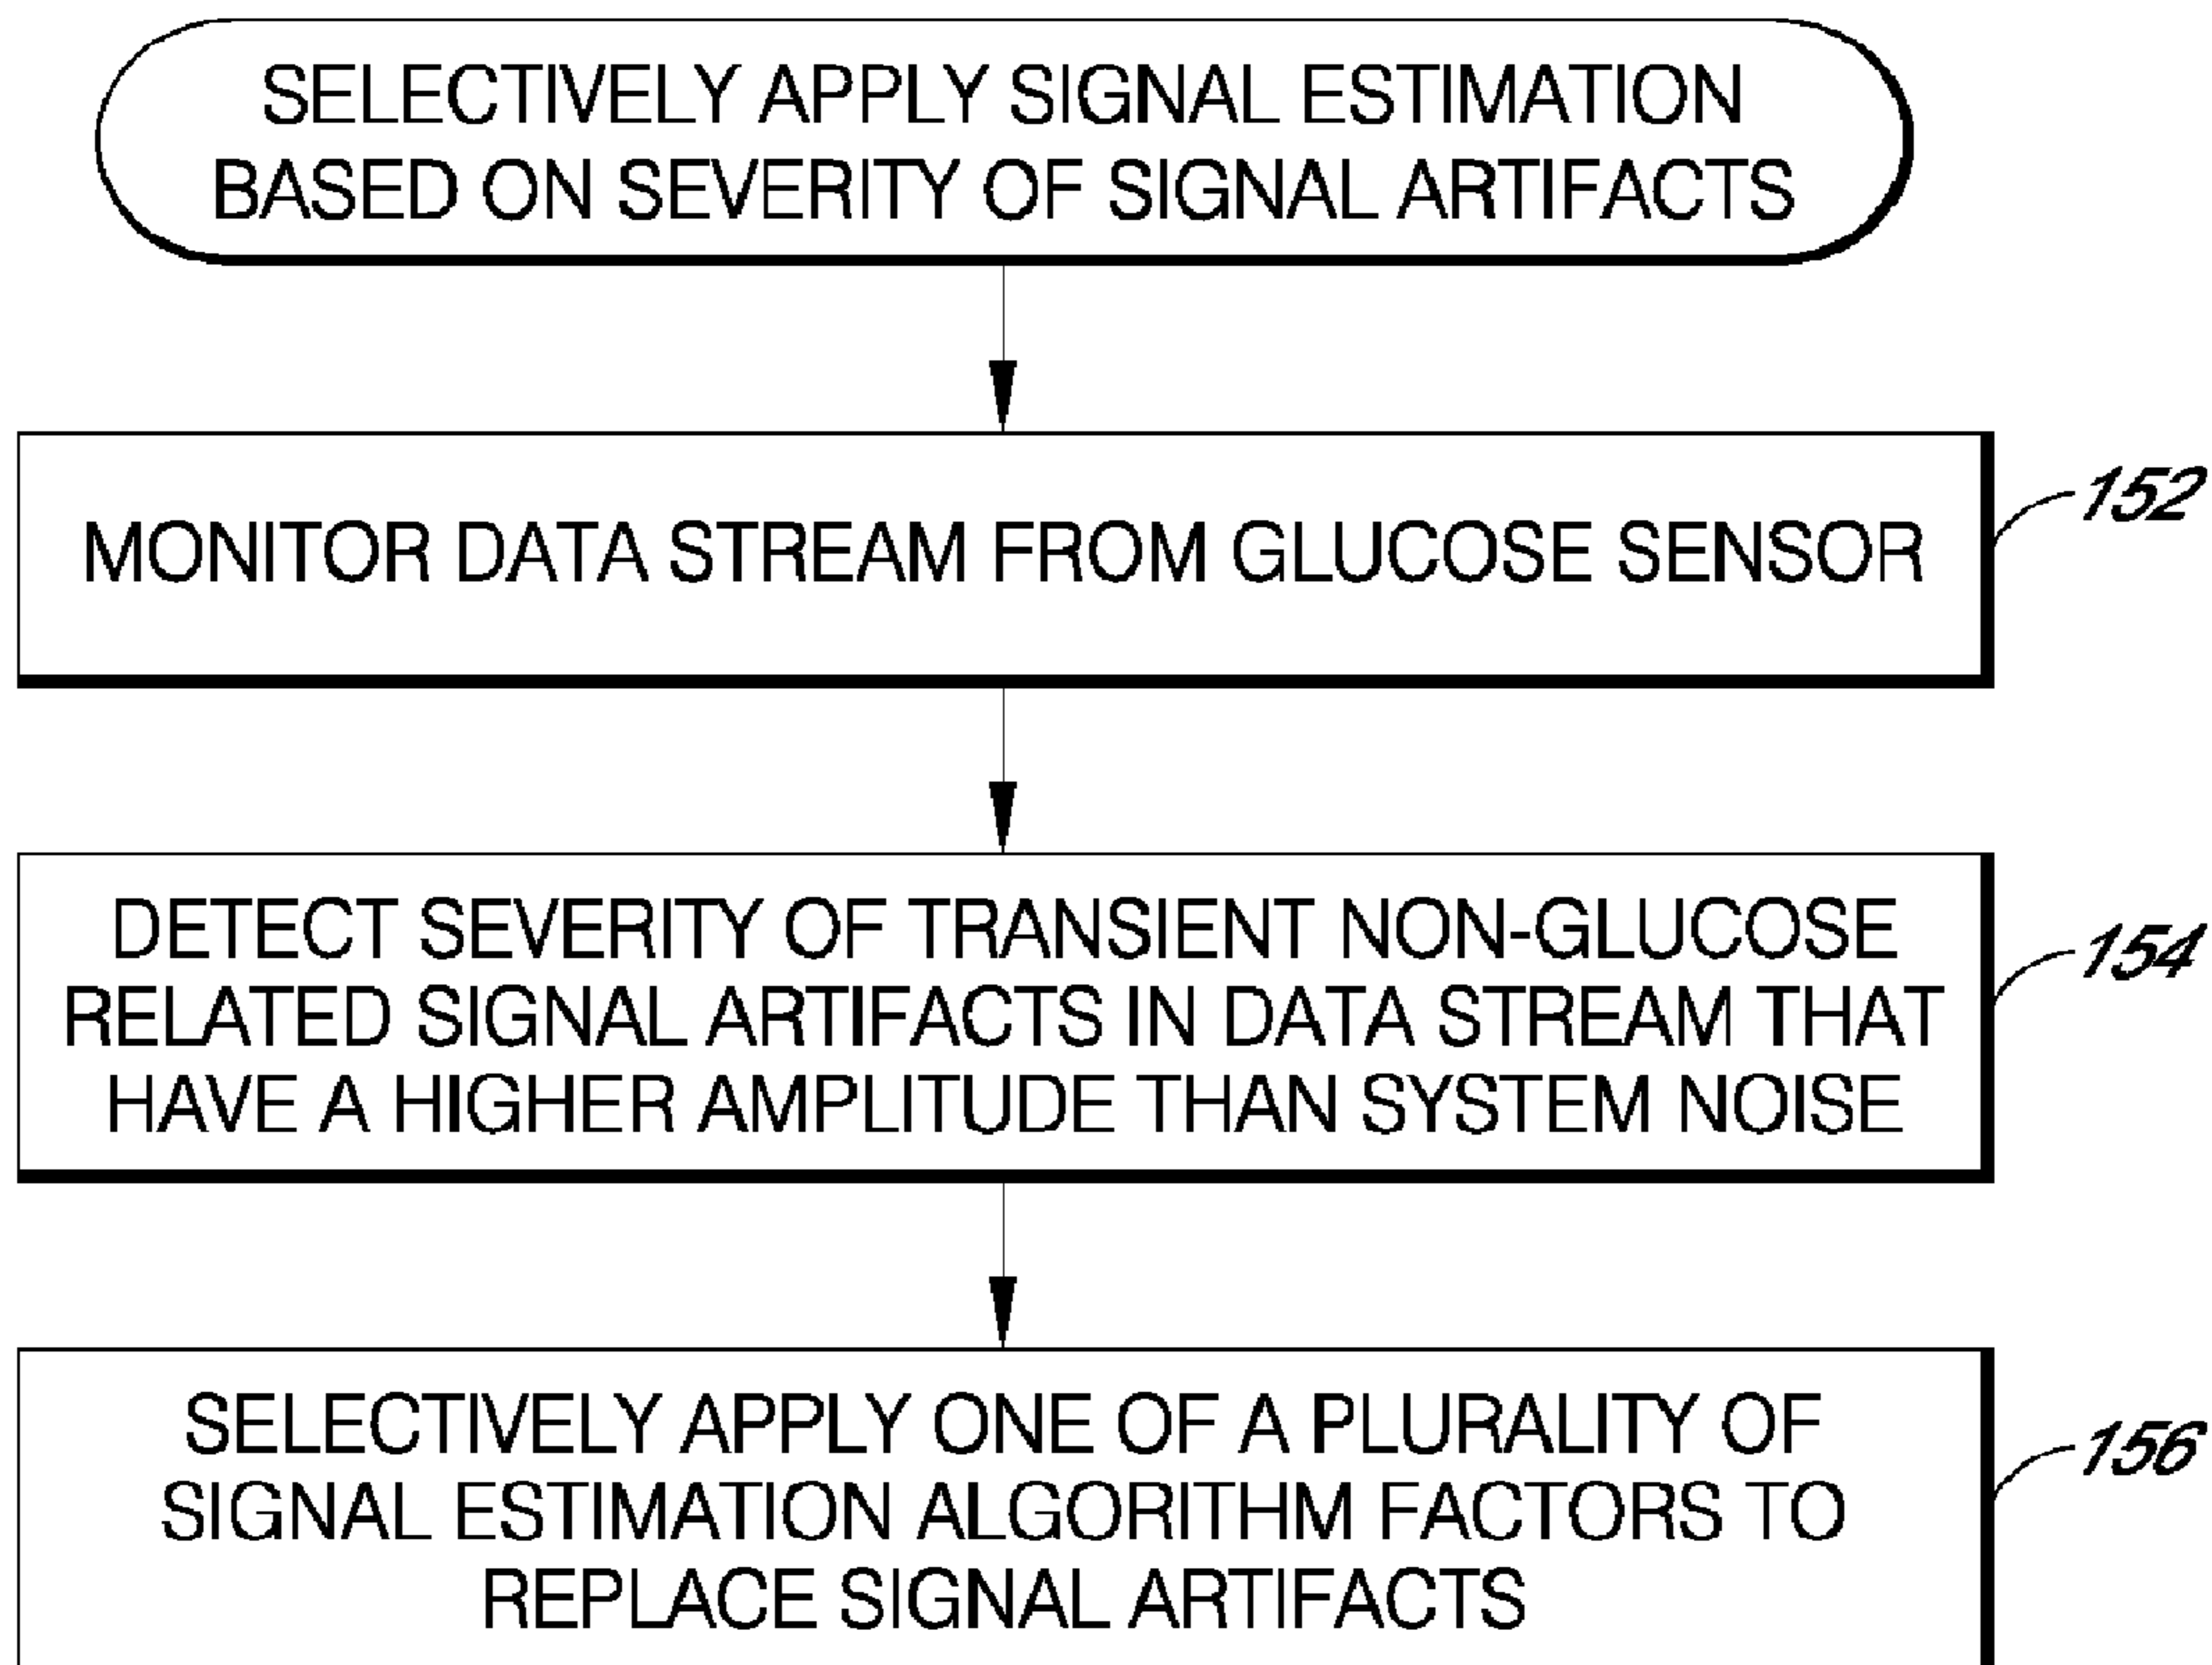 SELECTIVELY APPLY SIGNAL ESTIMATION
BASED ON SEVERITY OF SIGNAL ARTIFACTS
MONITOR DATA STREAM FROM GLUCOSE SENSOR
152
DETECT SEVERITY OF TRANSIENT NON-GLUCOSE
RELATED SIGNAL ARTIFACTS IN DATA STREAM THAT
HAVE A HIGHER AMPLITUDE THAN SYSTEM NOISE
154
SELECTIVELY APPLY ONE OF A PLURALITY OF
SIGNAL ESTIMATION ALGORITHM FACTORS TO
REPLACE SIGNAL ARTIFACTS
156